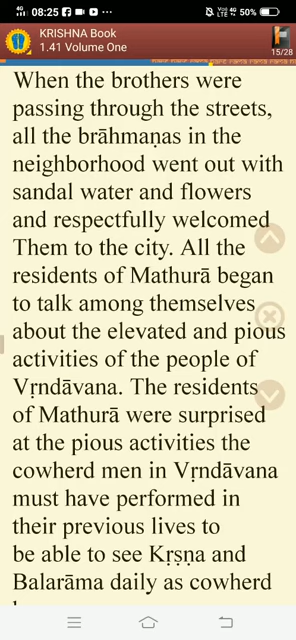 4G 08:25
Vo) 4G 50%
KRISHNA Book
1.41 Volume One
15/28
When the brothers were
passing through the streets,
all the brāhmaṇas in the
neighborhood went out with
sandal water and flowers
and respectfully welcomed
Them to the city. All the
residents of Mathurā began
to talk among themselves
about the elevated and pious
activities of the people of
Vṛndāvana. The residents
of Mathurā were surprised
at the pious activities the
cowherd men in Vṛndāvana
must have performed in
their previous lives to
be able to see Kṛṣṇa and
Balarāma daily as cowherd